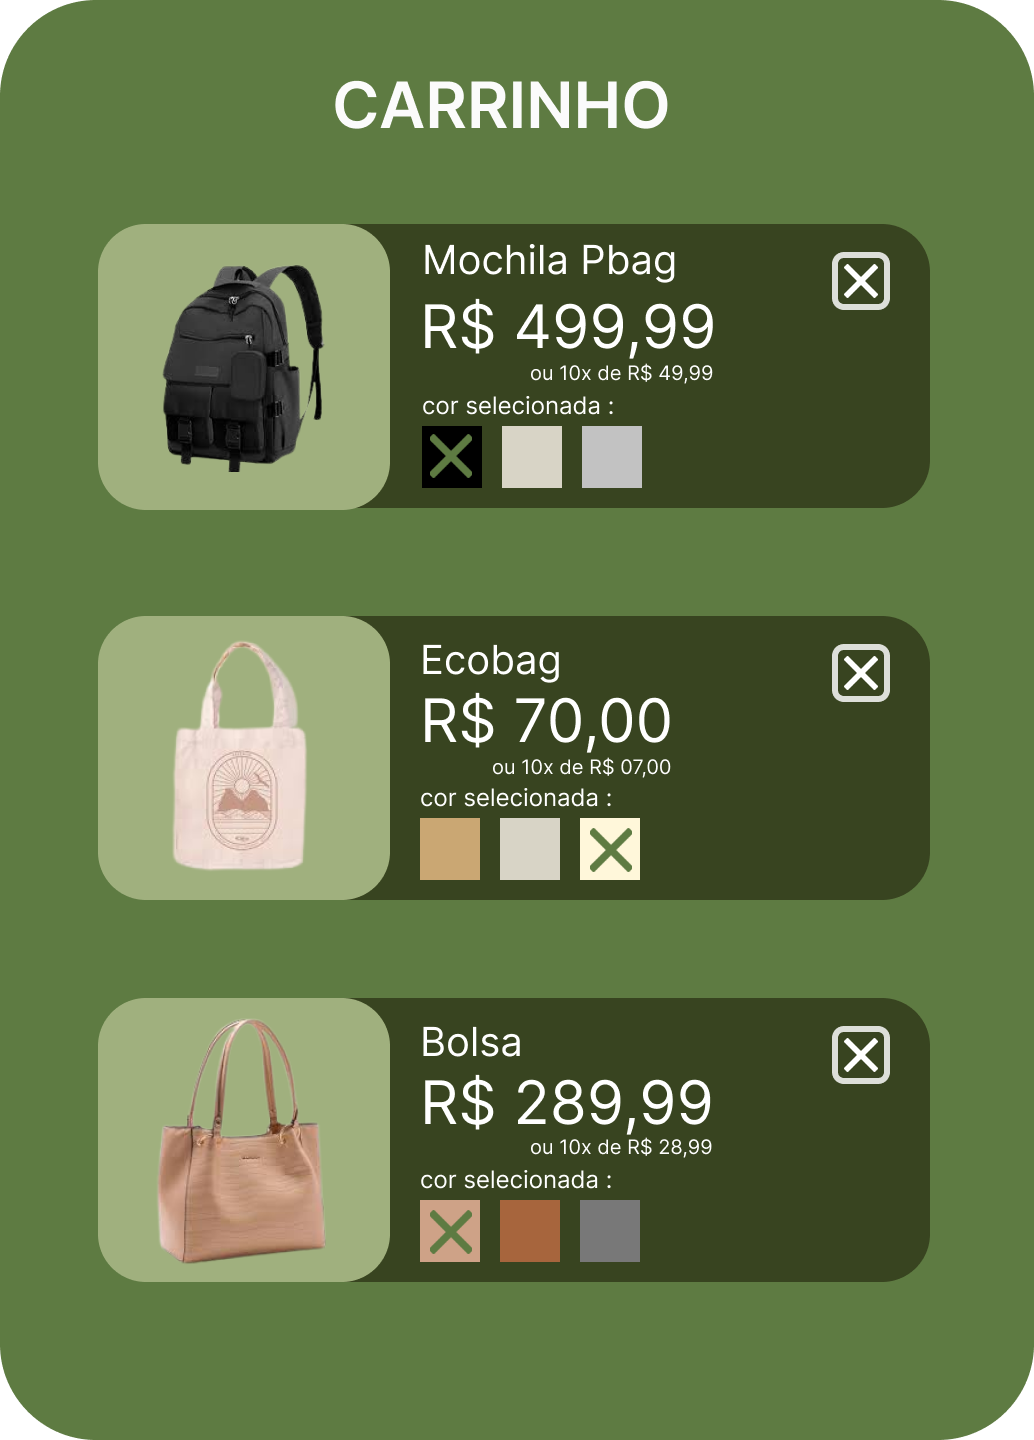 CARRINHO
Mochila Pbag
R$ 499,99
ou 10x de R$ 49,99
cor selecionada :
Ecobag
R$ 70,00
ou 10x de R$ 07,00
cor selecionada :
Bolsa
R$ 289,99
ou 10x de R$ 28,99
cor selecionada :